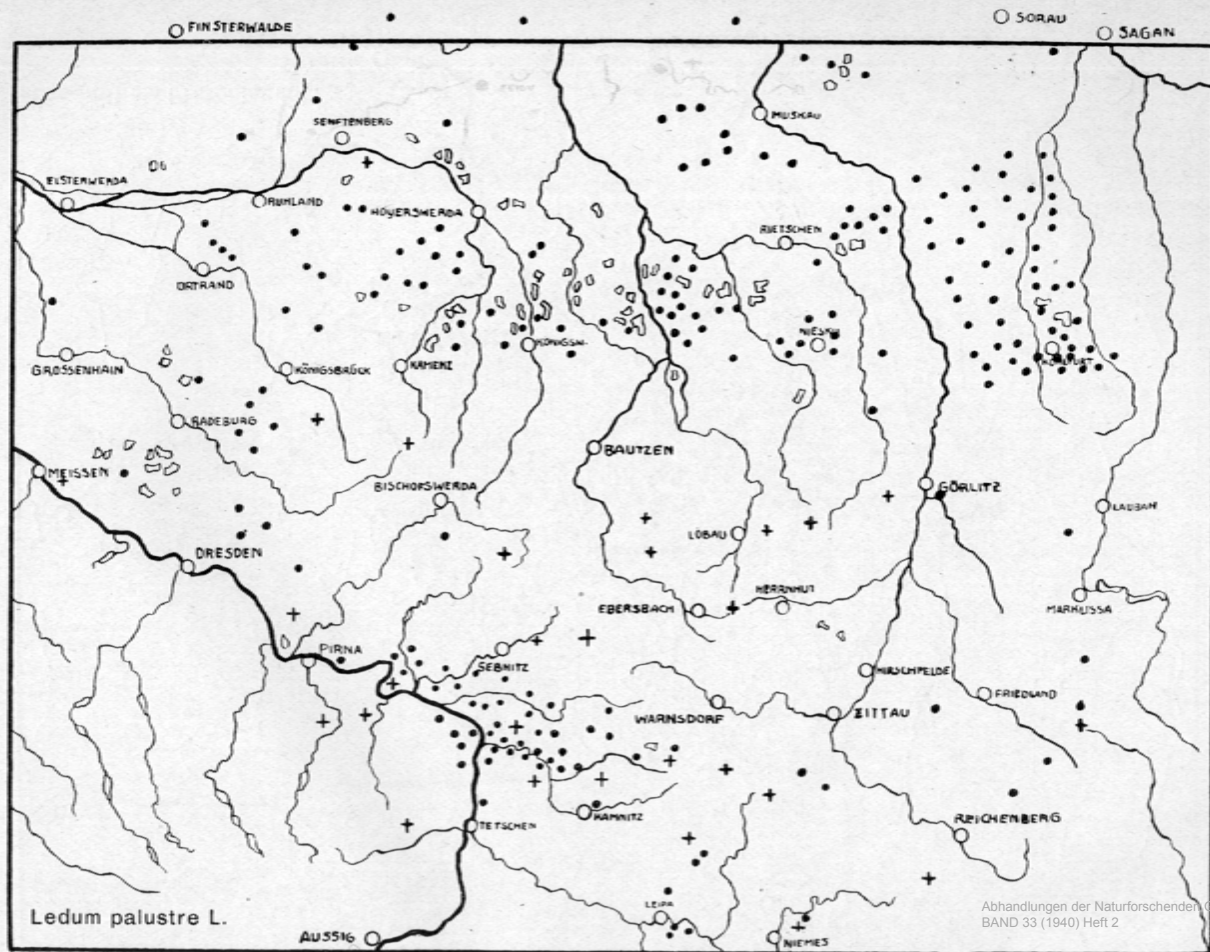 FINSTERWALDE
SORAU
SAGAN
SENFTENBERG
MUSKAU
ELSTERWERDA
RUHLAND
HOYERSWERDA
RIETSCHEN
ORTRAND
NIESKY
KÖNIGSW.
KOHLFURT
GROSSENHAIN
KÖNIGSBRÜCK
KAMENZ
RADEBURG
BAUTZEN
MEISSEN
BISCHOFSWERDA
GÖRLITZ
LAUBAN
LÖBAU
DRESDEN
HERRNHUT
EBERSBACH
MARKLISSA
PIRNA
SEBNITZ
HIRSCHFELDE
FRIEDLAND
WARNSDORF
ZITTAU
KAMNITZ
REICHENBERG
TETSCHEN
LEIPA
Ledum palustre L.
AUSSIG
NIEMES
Abhandlungen der Naturforschenden
BAND 33 (1940) Heft 2